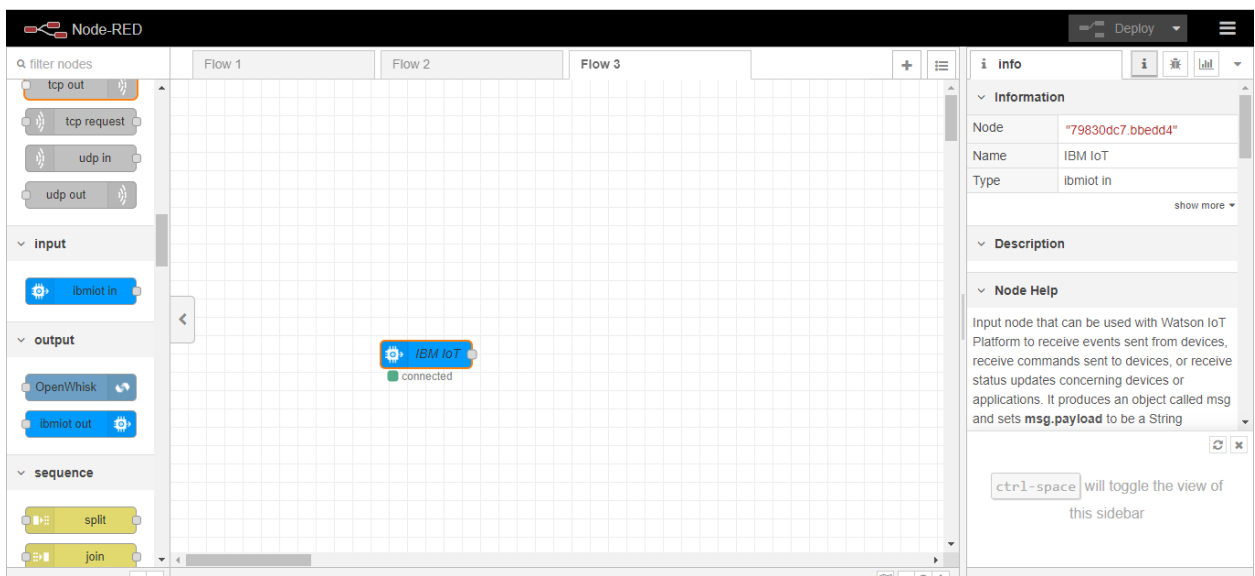 Node-RED
Deploy
filter nodes
tcp out
tcp request
udp in
udp out
input
ibmiot in
output
OpenWhisk
ibmiot out
sequence
split
join
Flow 1
Flow 2
Flow 3
IBM IoT
connected
i info
i
Information
Node "79830dc7.bbedd4"
Name IBM IoT
Type ibmiot in
show more
Description
Node Help
Input node that can be used with Watson IoT
Platform to receive events sent from devices,
receive commands sent to devices, or receive
status updates concerning devices or
applications. It produces an object called msg
and sets msg.payload to be a String
ctrl-space will toggle the view of
this sidebar